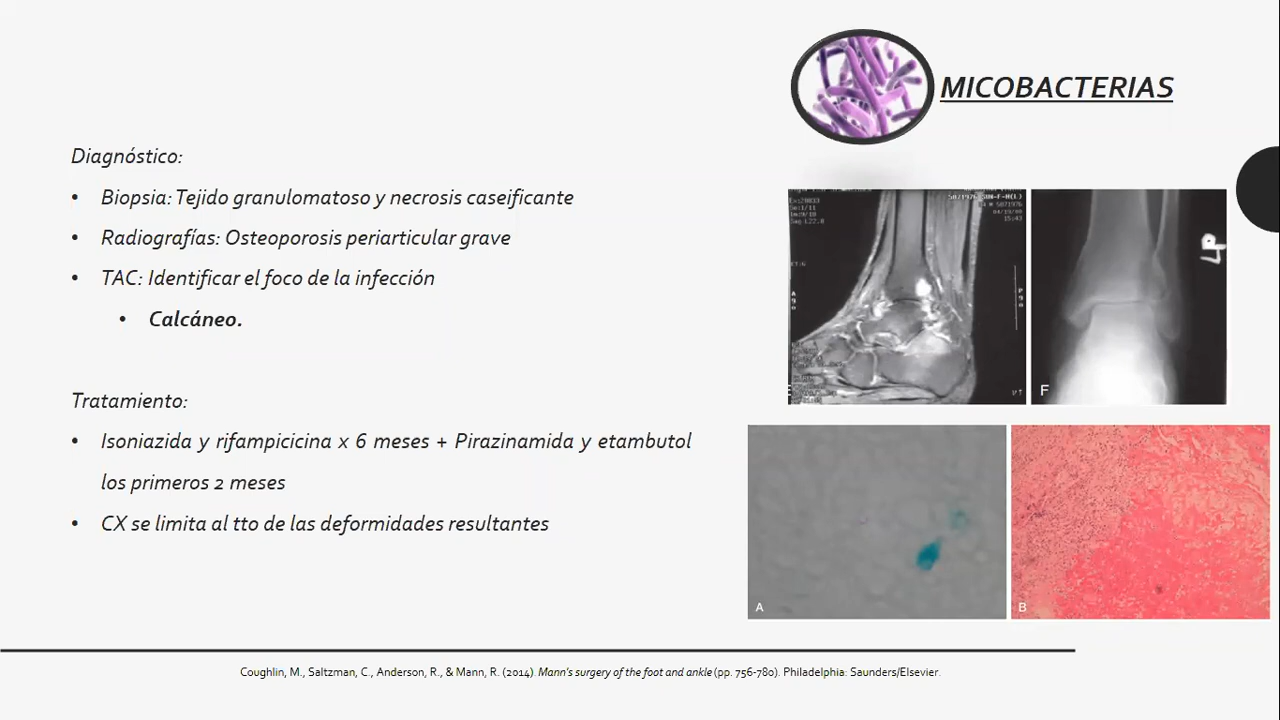 MICOBACTERIAS
Diagnóstico:
• Biopsia: Tejido granulomatoso y necrosis caseificante
• Radiografías: Osteoporosis periarticular grave
• TAC: Identificar el foco de la infección
• Calcáneo.
Tratamiento:
• Isoniazida y rifampicicina x 6 meses + Pirazinamida y etambutol
los primeros 2 meses
• CX se limita al tto de las deformidades resultantes
15:43
F
LP
A
B
Coughlin, M., Saltzman, C., Anderson, R., & Mann, R. (2014). Mann's surgery of the foot and ankle (pp. 756-780). Philadelphia: Saunders/Elsevier.